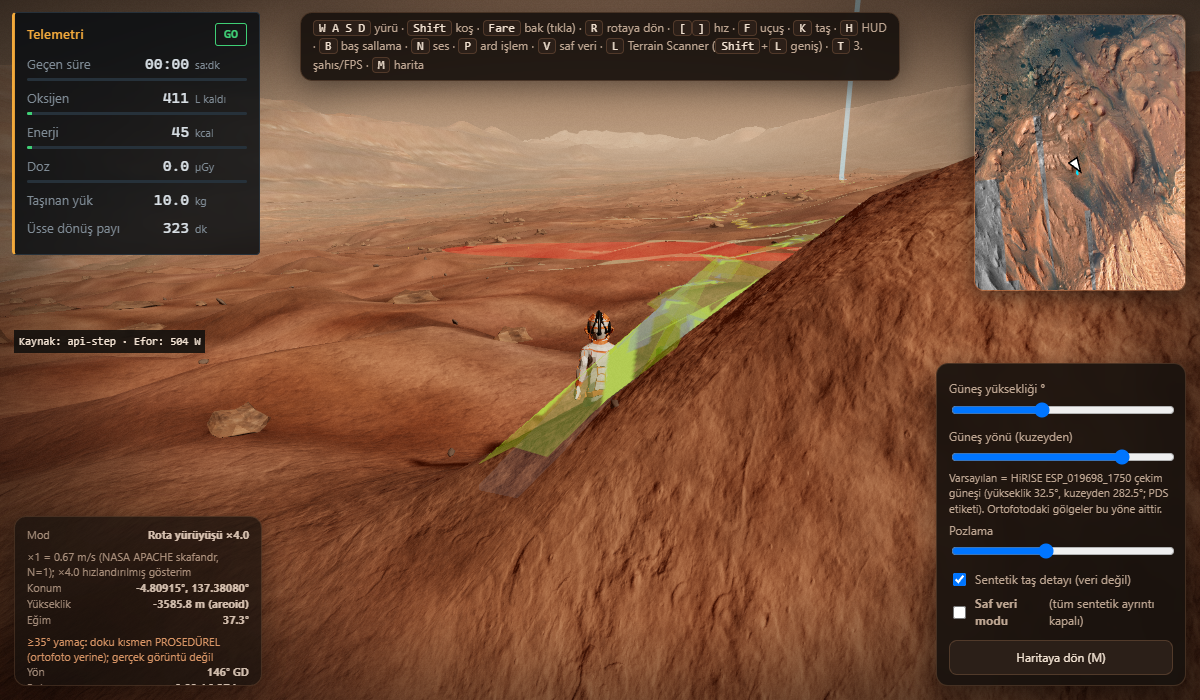 Telemetri GO
Geçen süre 00:00 sa:dk
Oksijen 411 L kaldı
Enerji 45 kcal
Doz 0.0 µGy
Taşınan yük 10.0 kg
Üsse dönüş payı 323 dk
W A S D yürü · Shift koş · Fare bak (tıkla) · R rotaya dön · [ ] hız · F uçuş · K taş · H HUD
· B baş sallama · N ses · P ard işlem · V saf veri · L Terrain Scanner ( Shift + L geniş) · T 3.
şahıs/FPS · M harita
Kaynak: api-step · Efor: 504 W
Mod Rota yürüyüşü ×4.0
×1 = 0.67 m/s (NASA APACHE skafandr,
N=1); ×4.0 hızlandırılmış gösterim
Konum -4.80915°, 137.38080°
Yükseklik -3585.8 m (areoid)
Eğim 37.3°
≥35° yamaç: doku kısmen PROSEDÜREL
(ortofoto yerine); gerçek görüntü değil
Yön 146° GD
Güneş yüksekliği °
Güneş yönü (kuzeyden)
Varsayılan = HiRISE ESP_019698_1750 çekim
güneşi (yükseklik 32.5°, kuzeyden 282.5°; PDS
etiketi). Ortofotodaki gölgeler bu yöne aittir.
Pozlama
Sentetik taş detayı (veri değil)
Saf veri (tüm sentetik ayrıntı
modu kapalı)
Haritaya dön (M)